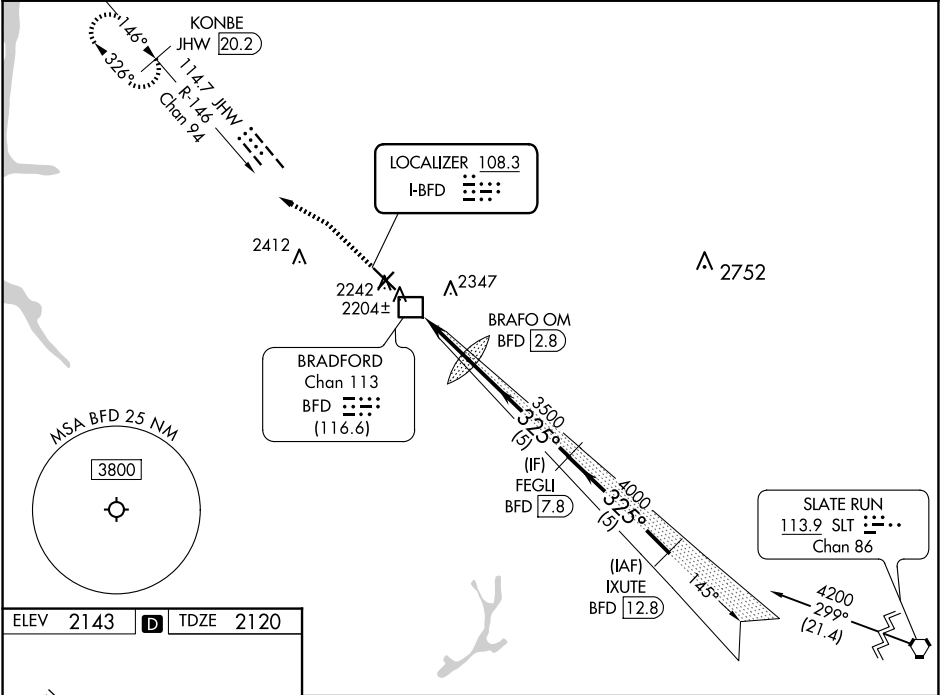 KONBE
JHW 20.2
146°
326°
114.7 JHW
R-146
Chan 94
LOCALIZER 108.3
I-BFD
2412
2242
2204±
2347
2752
BRAFO OM
BFD 2.8
BRADFORD
Chan 113
BFD
(116.6)
3500
325°
(5)
(IF)
FEGLI
BFD 7.8
4000
325°
(5)
(IAF)
IXUTE
BFD 12.8
145°
MSA BFD 25 NM
3800
SLATE RUN
113.9 SLT
Chan 86
4200
299°
(21.4)
ELEV 2143 D TDZE 2120